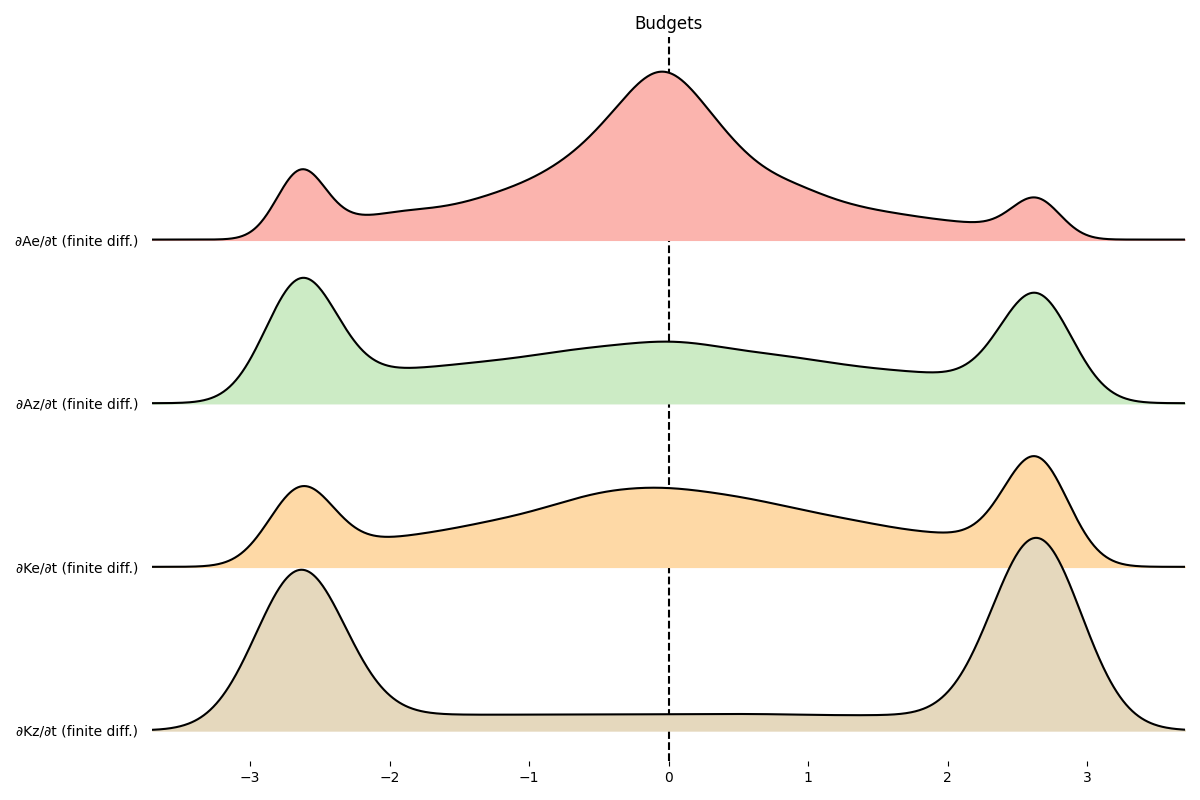 Budgets
∂Ae/∂t (finite diff.)
∂Az/∂t (finite diff.)
∂Ke/∂t (finite diff.)
∂Kz/∂t (finite diff.)
−3 −2 −1 0 1 2 3